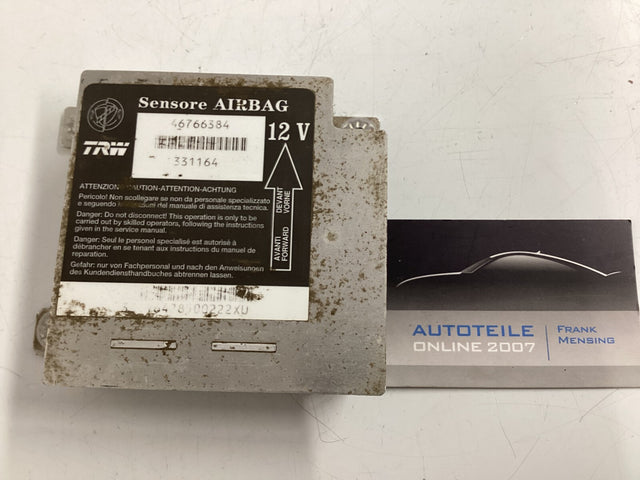 Sensore AIRBAG
46766384
12 V
TRW
331164
ATTENZIONE-CAUTION-ATTENTION-ACHTUNG
Pericolo! Non scollegare se non da personale specializzato
e seguendo le istruzioni del manuale di assistenza tecnica.
Danger: Do not disconnect! This operation is only to be
carried out by skilled operators, following the instructions
given in the service manual.
Danger: Seul le personel spécialisé est autorisé à
débrancher en se tenant aux instructions du manuel de
reparation.
Gefahr: nur von Fachpersonal und nach den Anweisungen
des Kundendiensthandbuches abtrennen lassen.
AVANTI DEVANT
FORWARD VORNE
AUTOTEILE
ONLINE 2007
FRANK
MENSING